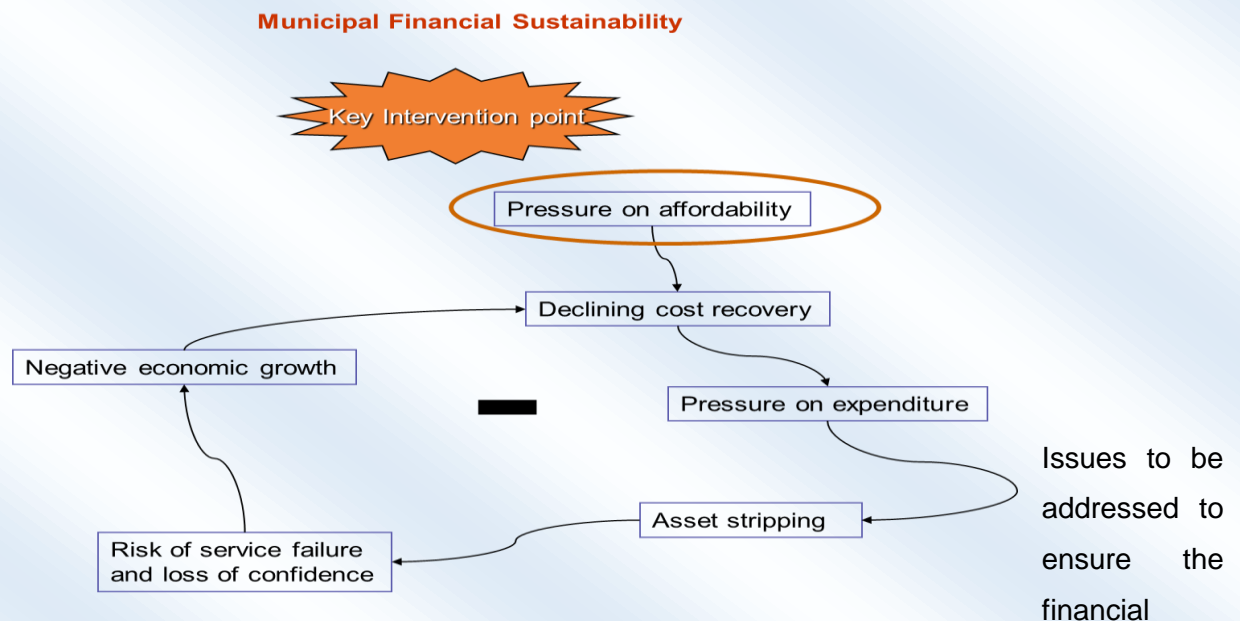 Municipal Financial Sustainability
Key Intervention point
Pressure on affordability
Declining cost recovery
Negative economic growth
Pressure on expenditure
Asset stripping
Risk of service failure
and loss of confidence
Issues to be
addressed to
ensure the
financial